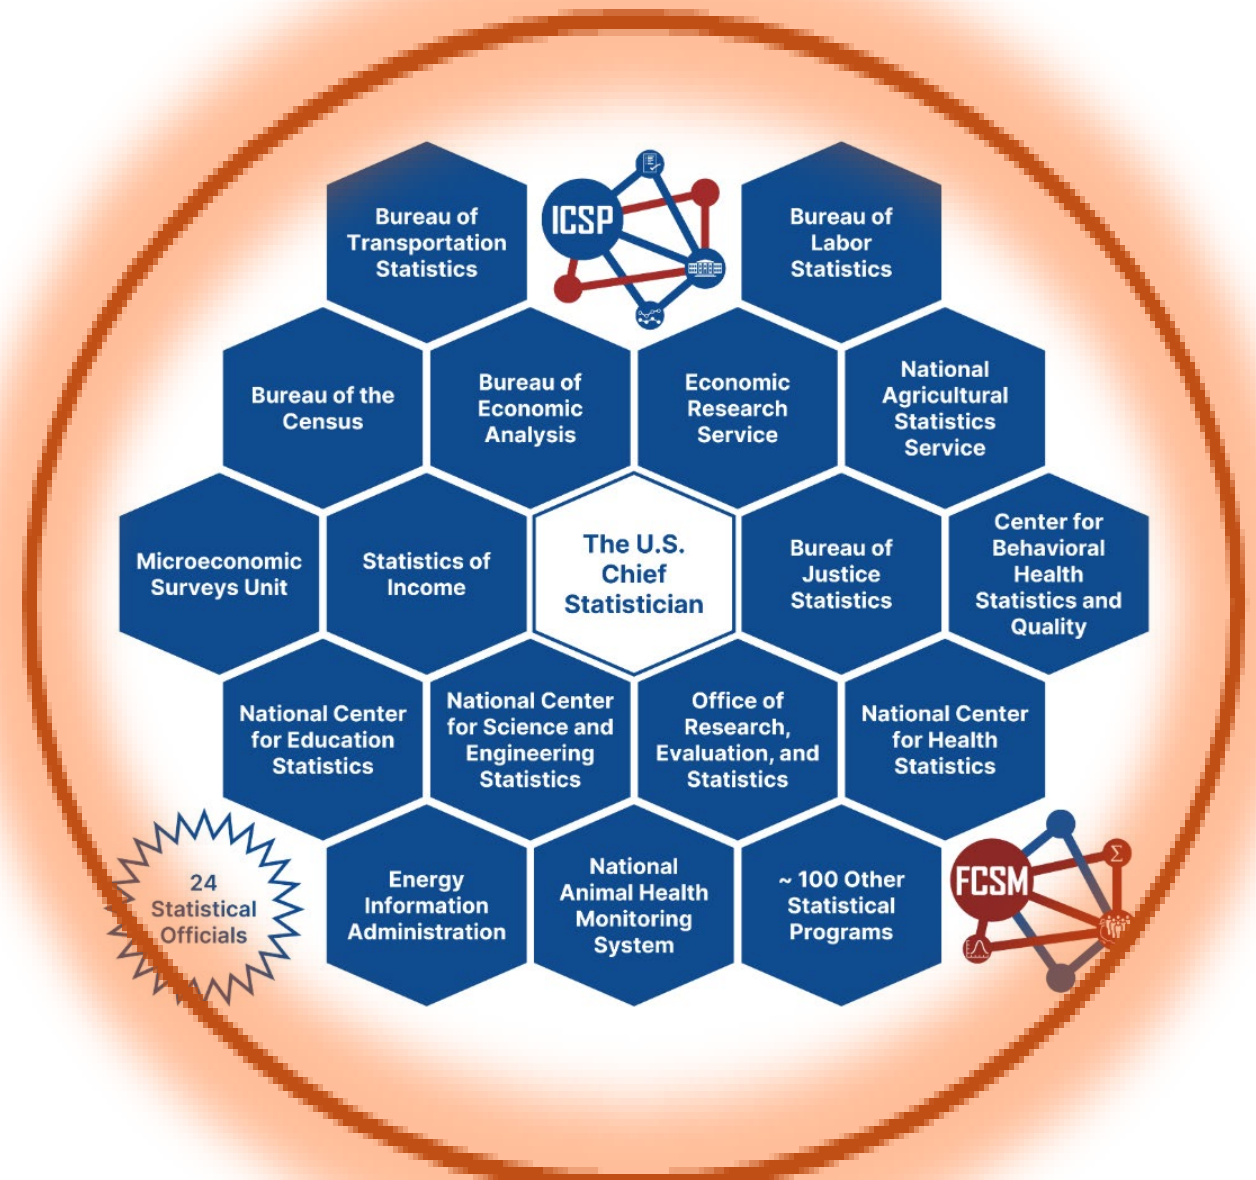 Bureau of
Transportation
Statistics
ICSP
Bureau of
Labor
Statistics
Bureau of the
Census
Bureau of
Economic
Analysis
Economic
Research
Service
National
Agricultural
Statistics
Service
Microeconomic
Surveys Unit
Statistics of
Income
The U.S.
Chief
Statistician
Bureau of
Justice
Statistics
Center for
Behavioral
Health
Statistics and
Quality
National Center
for Education
Statistics
National Center
for Science and
Engineering
Statistics
Office of
Research,
Evaluation, and
Statistics
National Center
for Health
Statistics
24
Statistical
Officials
Energy
Information
Administration
National
Animal Health
Monitoring
System
~ 100 Other
Statistical
Programs
FCSM
Σ